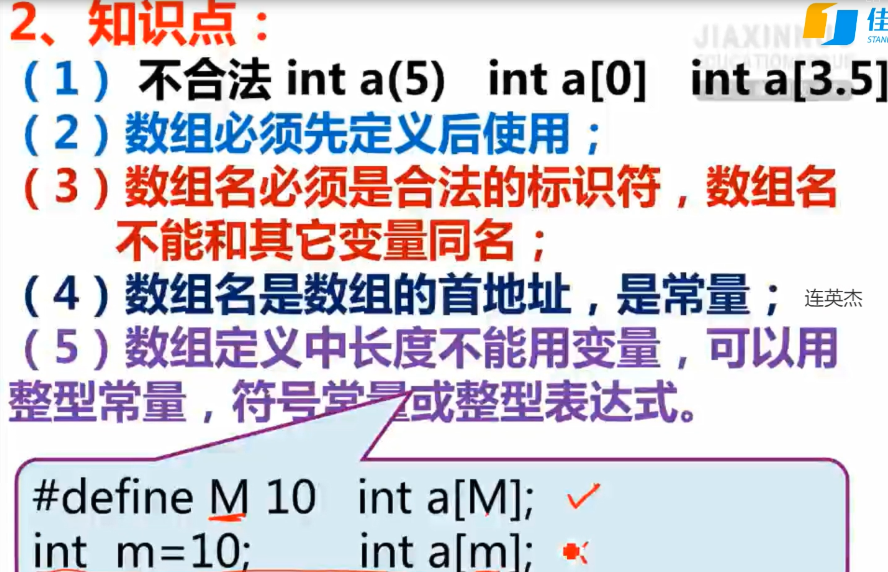 2、知识点：
佳
STAN
（1）不合法 int a(5) int a[0] int a[3.5]
（2）数组必须先定义后使用；
（3）数组名必须是合法的标识符，数组名
不能和其它变量同名；
（4）数组名是数组的首地址，是常量；
连英杰
（5）数组定义中长度不能用变量，可以用
整型常量，符号常量或整型表达式。
#define M 10 int a[M];
int m=10; int a[m];